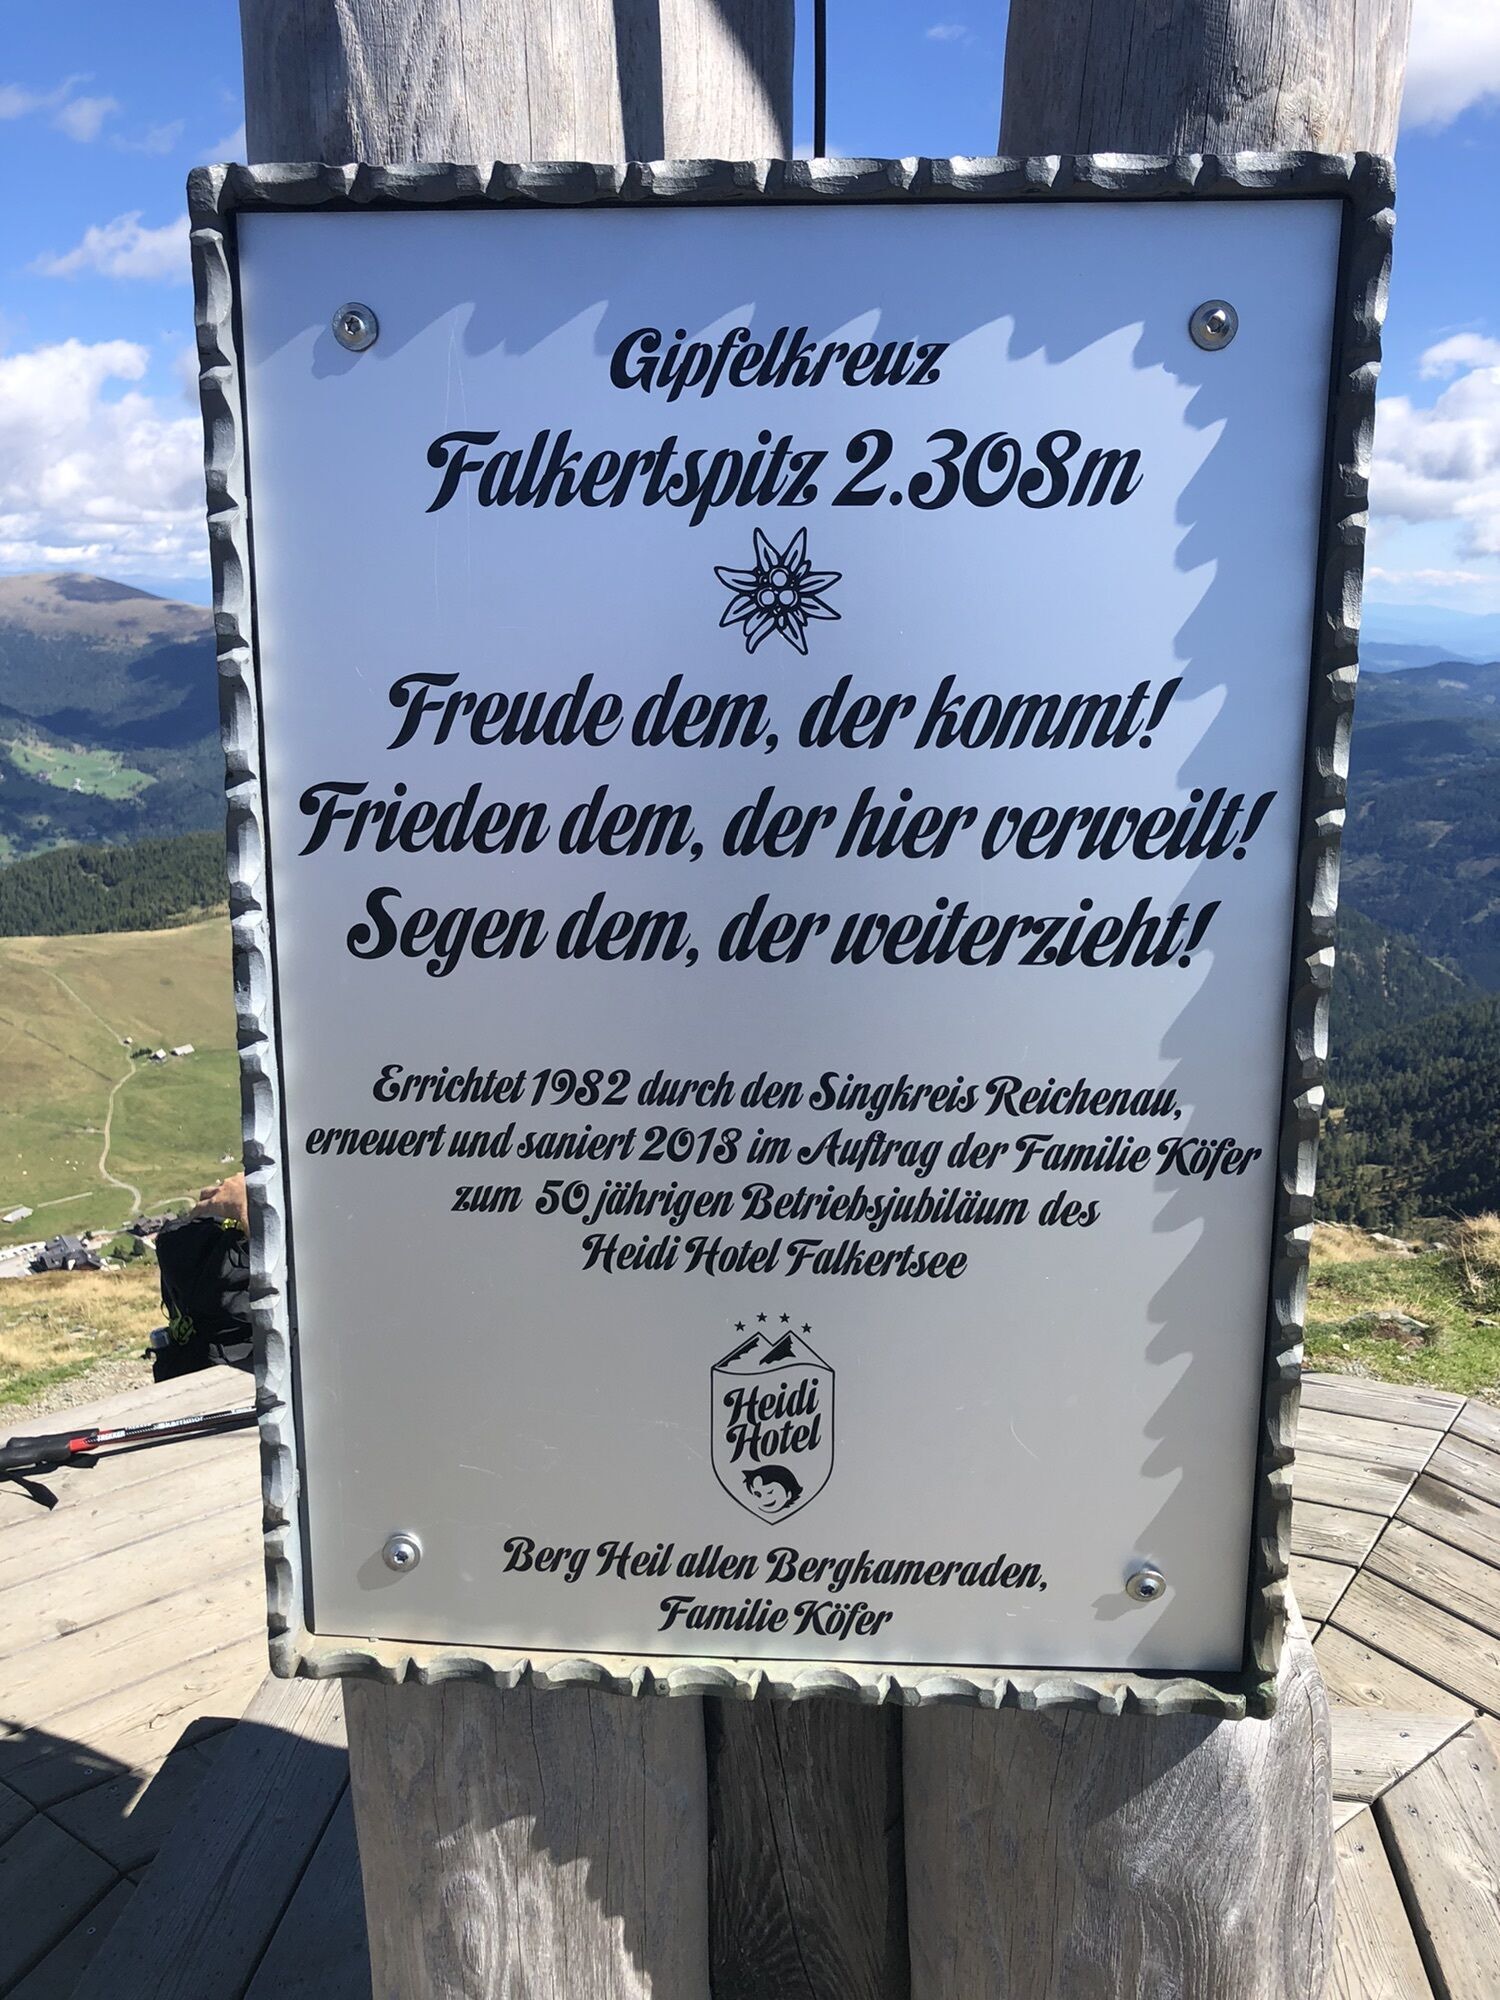 Gipfelkreuz
Falkertspitz 2.308m
Freude dem, der kommt!
Frieden dem, der hier verweilt!
Segen dem, der weiterzieht!
Errichtet 1982 durch den Singkreis Reichenau,
erneuert und saniert 2018 im Auftrag der Familie Köfer
zum 50 jährigen Betriebsjubiläum des
Heidi Hotel Falkertsee
Heidi
Hotel
Berg Heil allen Bergkameraden,
Familie Köfer
TREKKER